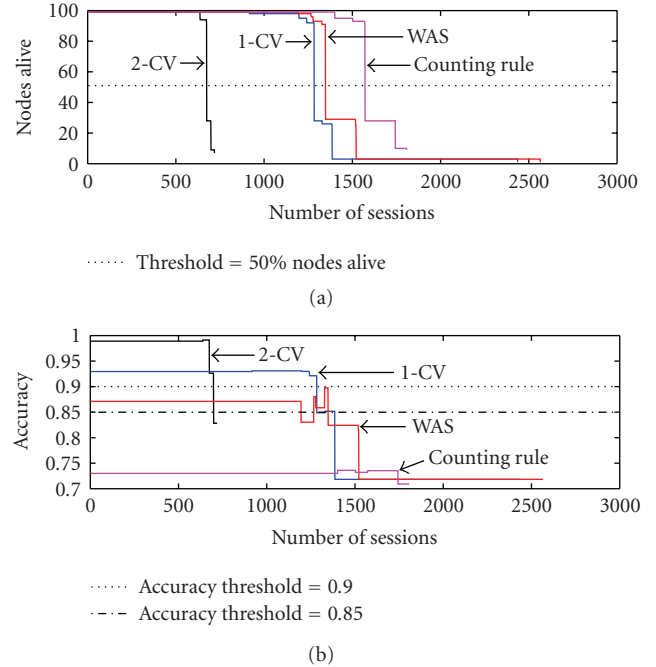 100
80
60
40
20
0
Nodes alive
2-CV
1-CV
WAS
Counting rule
0 500 1000 1500 2000 2500 3000
Number of sessions
Threshold = 50% nodes alive
(a)
1
0.95
0.9
0.85
0.8
0.75
0.7
Accuracy
2-CV
1-CV
WAS
Counting rule
0 500 1000 1500 2000 2500 3000
Number of sessions
Accuracy threshold = 0.9
Accuracy threshold = 0.85
(b)